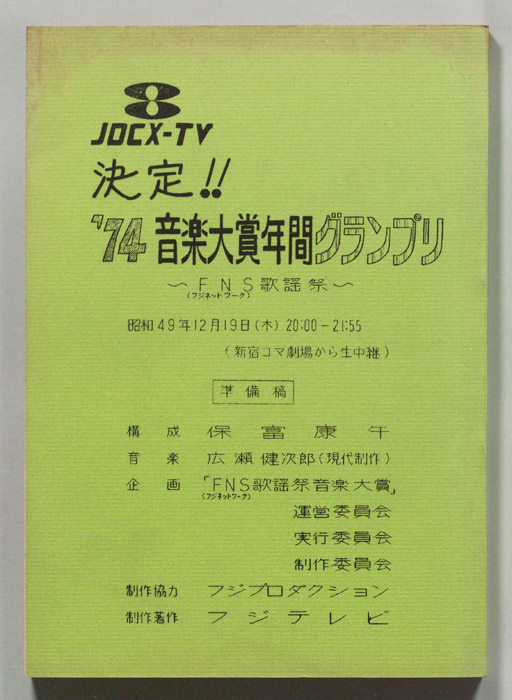 JOCX-TV
決定!!
'74 音楽大賞年間グランプリ
〜FNS歌謡祭〜
(フジネットワーク)
昭和49年12月19日(木) 20:00-21:55
(新宿コマ劇場から生中継)
準備稿
構成 保富康午
音楽 広瀬健次郎(現代制作)
企画 「FNS歌謡祭音楽大賞」
(フジネットワーク)
運営委員会
実行委員会
制作委員会
制作協力 フジプロダクション
制作著作 フジテレビ